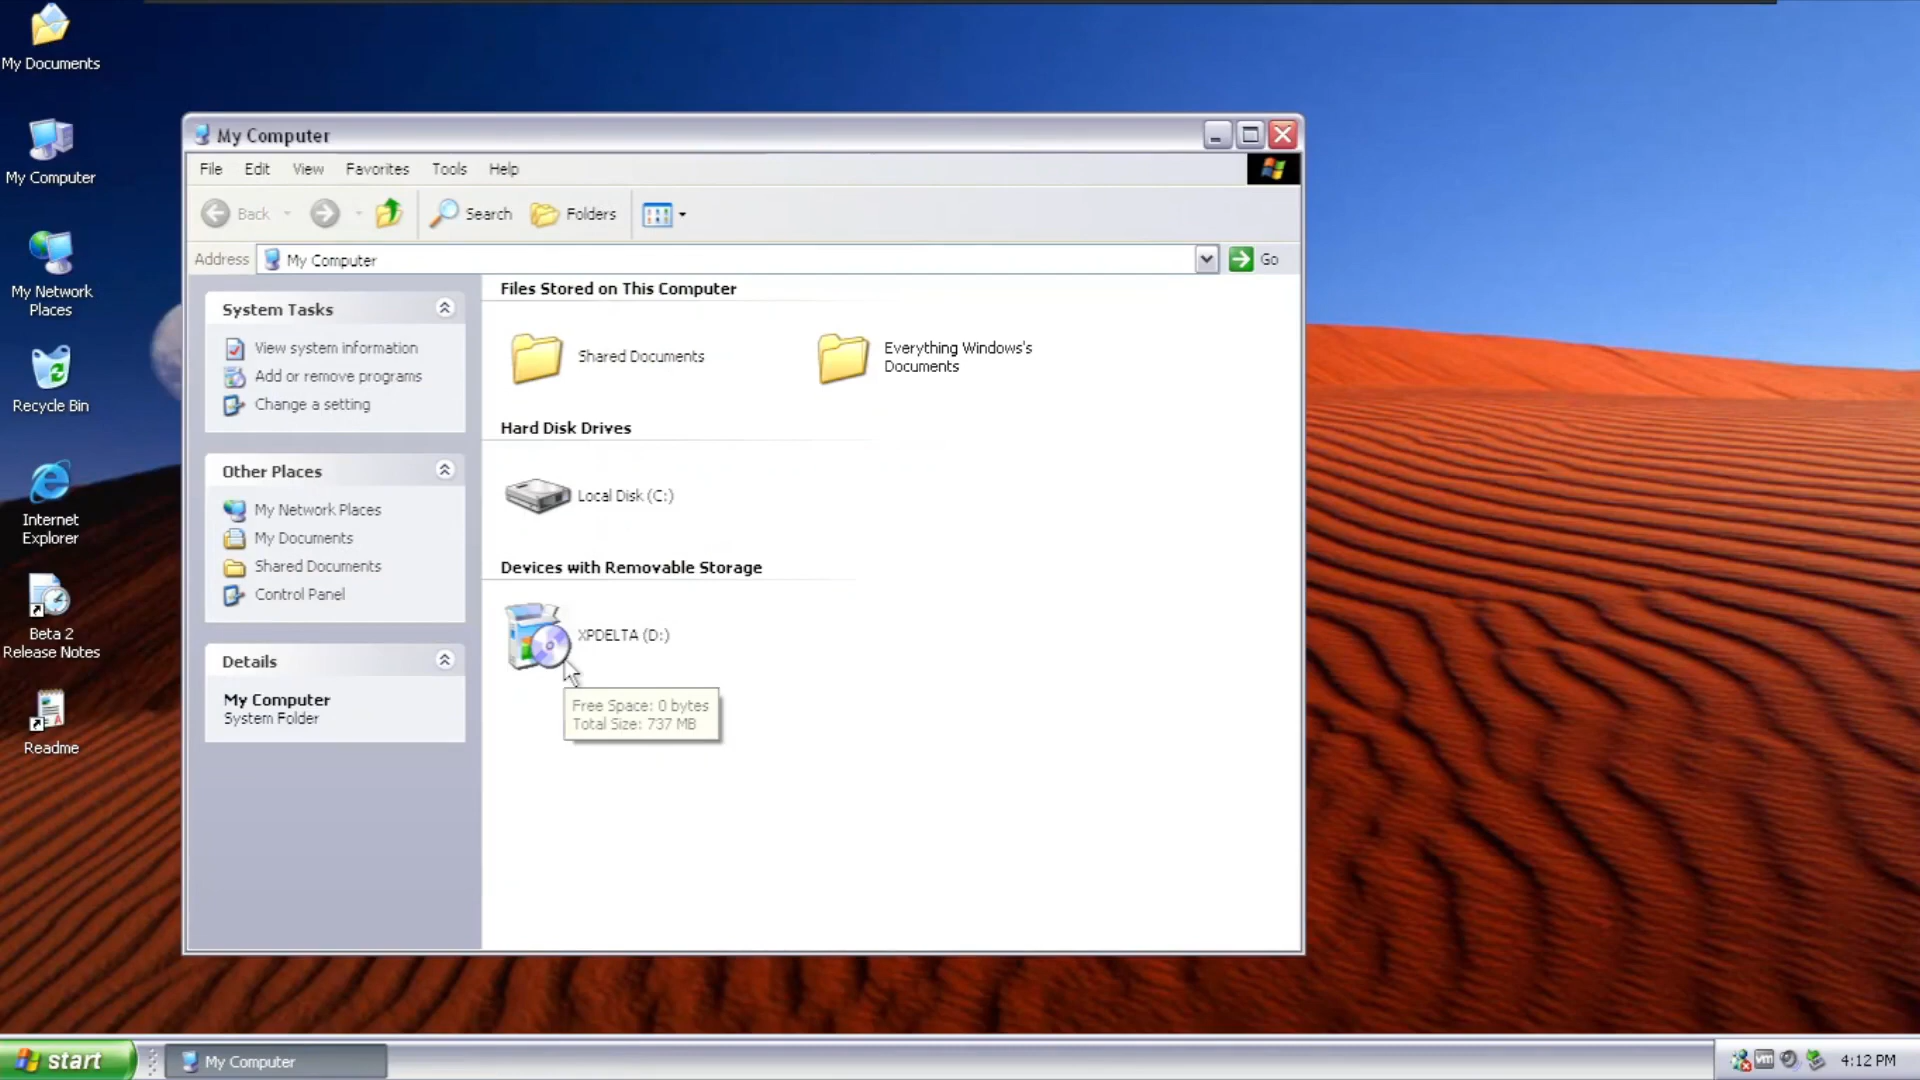 My Documents
My Computer
My Network
Places
Recycle Bin
Internet
Explorer
Beta 2
Release Notes
Readme
My Computer
File Edit View Favorites Tools Help
Back Search Folders
Address My Computer Go
System Tasks
View system information
Add or remove programs
Change a setting
Other Places
My Network Places
My Documents
Shared Documents
Control Panel
Details
My Computer
System Folder
Files Stored on This Computer
Shared Documents
Everything Windows's
Documents
Hard Disk Drives
Local Disk (C:)
Devices with Removable Storage
XPDELTA (D:)
Free Space: 0 bytes
Total Size: 737 MB
start My Computer vm 4:12 PM